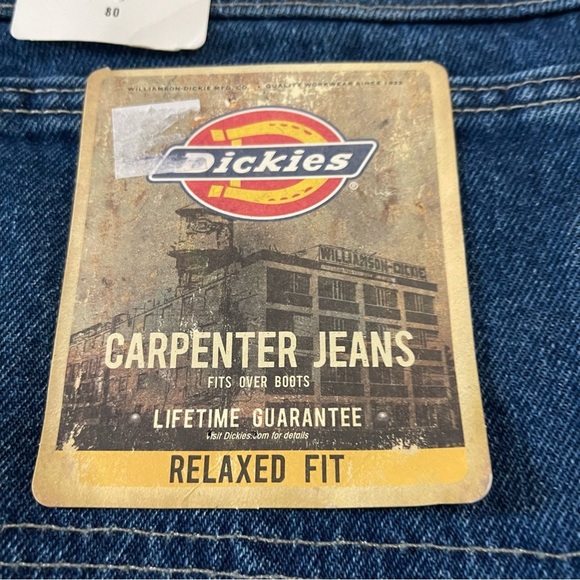 80
WILLIAMSON-DICKIE MFG. CO. • QUALITY WORKWEAR SINCE 1922
Dickies
®
WILLIAMSON-DICKIE
CARPENTER JEANS
FITS OVER BOOTS
LIFETIME GUARANTEE
Visit Dickies.com for details
RELAXED FIT